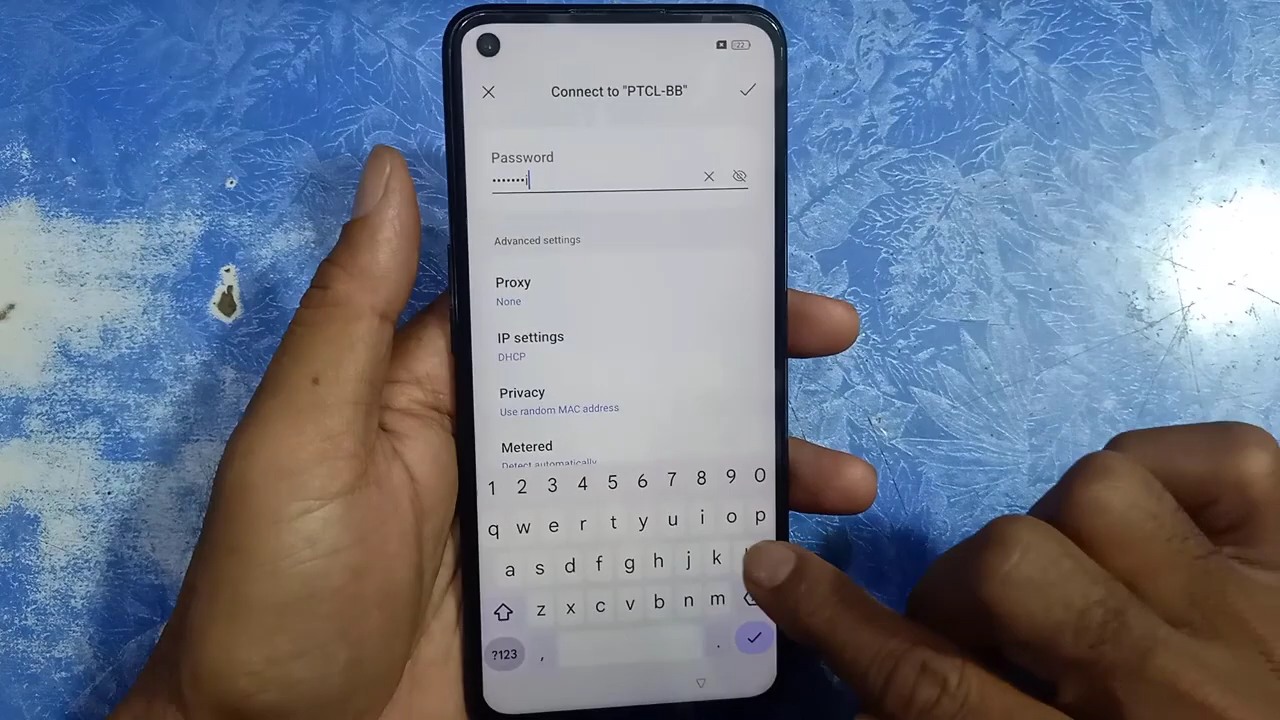 22
Connect to "PTCL-BB"
Password
•••••••j
Advanced settings
Proxy
None
IP settings
DHCP
Privacy
Use random MAC address
Metered
Detect automatically
1 2 3 4 5 6 7 8 9 0
q w e r t y u i o p
a s d f g h j k
z x c v b n m
?123 , .